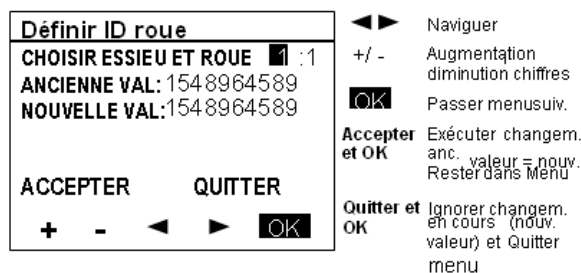 Définir ID roue
CHOISIR ESSIEU ET ROUE 1 :1
ANCIENNE VAL:1548964589
NOUVELLE VAL:1548964589
ACCEPTER QUITTER
+ - ◄ ► OK
◄ ► Naviguer
+/ - Augmentation
diminution chiffres
OK Passer menusuiv.
Accepter Exécuter changem.
et OK anc. valeur = nouv.
Rester dans Menu
Quitter et Ignorer changem.
OK en cours (nouv.
valeur) et Quitter
menu